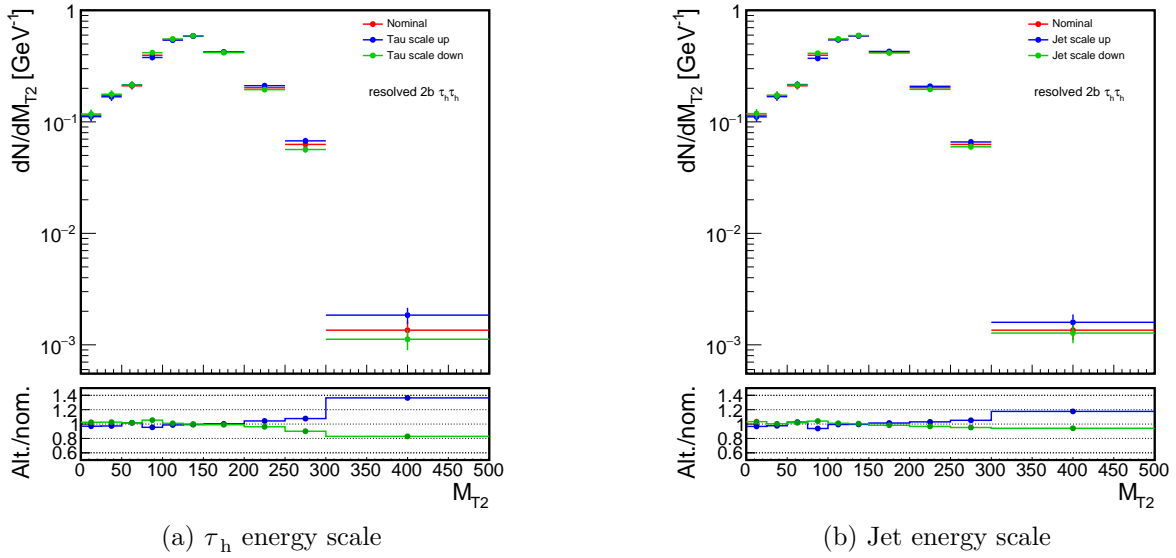 dN/dM_T2 [GeV^-1]
1
10^−1
10^−2
10^−3
Nominal
Tau scale up
Tau scale down
resolved 2b τ_hτ_h
Alt./nom.
1.4
1.2
1
0.8
0.6
0 50 100 150 200 250 300 350 400 450 500
M_T2
(a) τ_h energy scale
dN/dM_T2 [GeV^-1]
1
10^−1
10^−2
10^−3
Nominal
Jet scale up
Jet scale down
resolved 2b τ_hτ_h
Alt./nom.
1.4
1.2
1
0.8
0.6
0 50 100 150 200 250 300 350 400 450 500
M_T2
(b) Jet energy scale